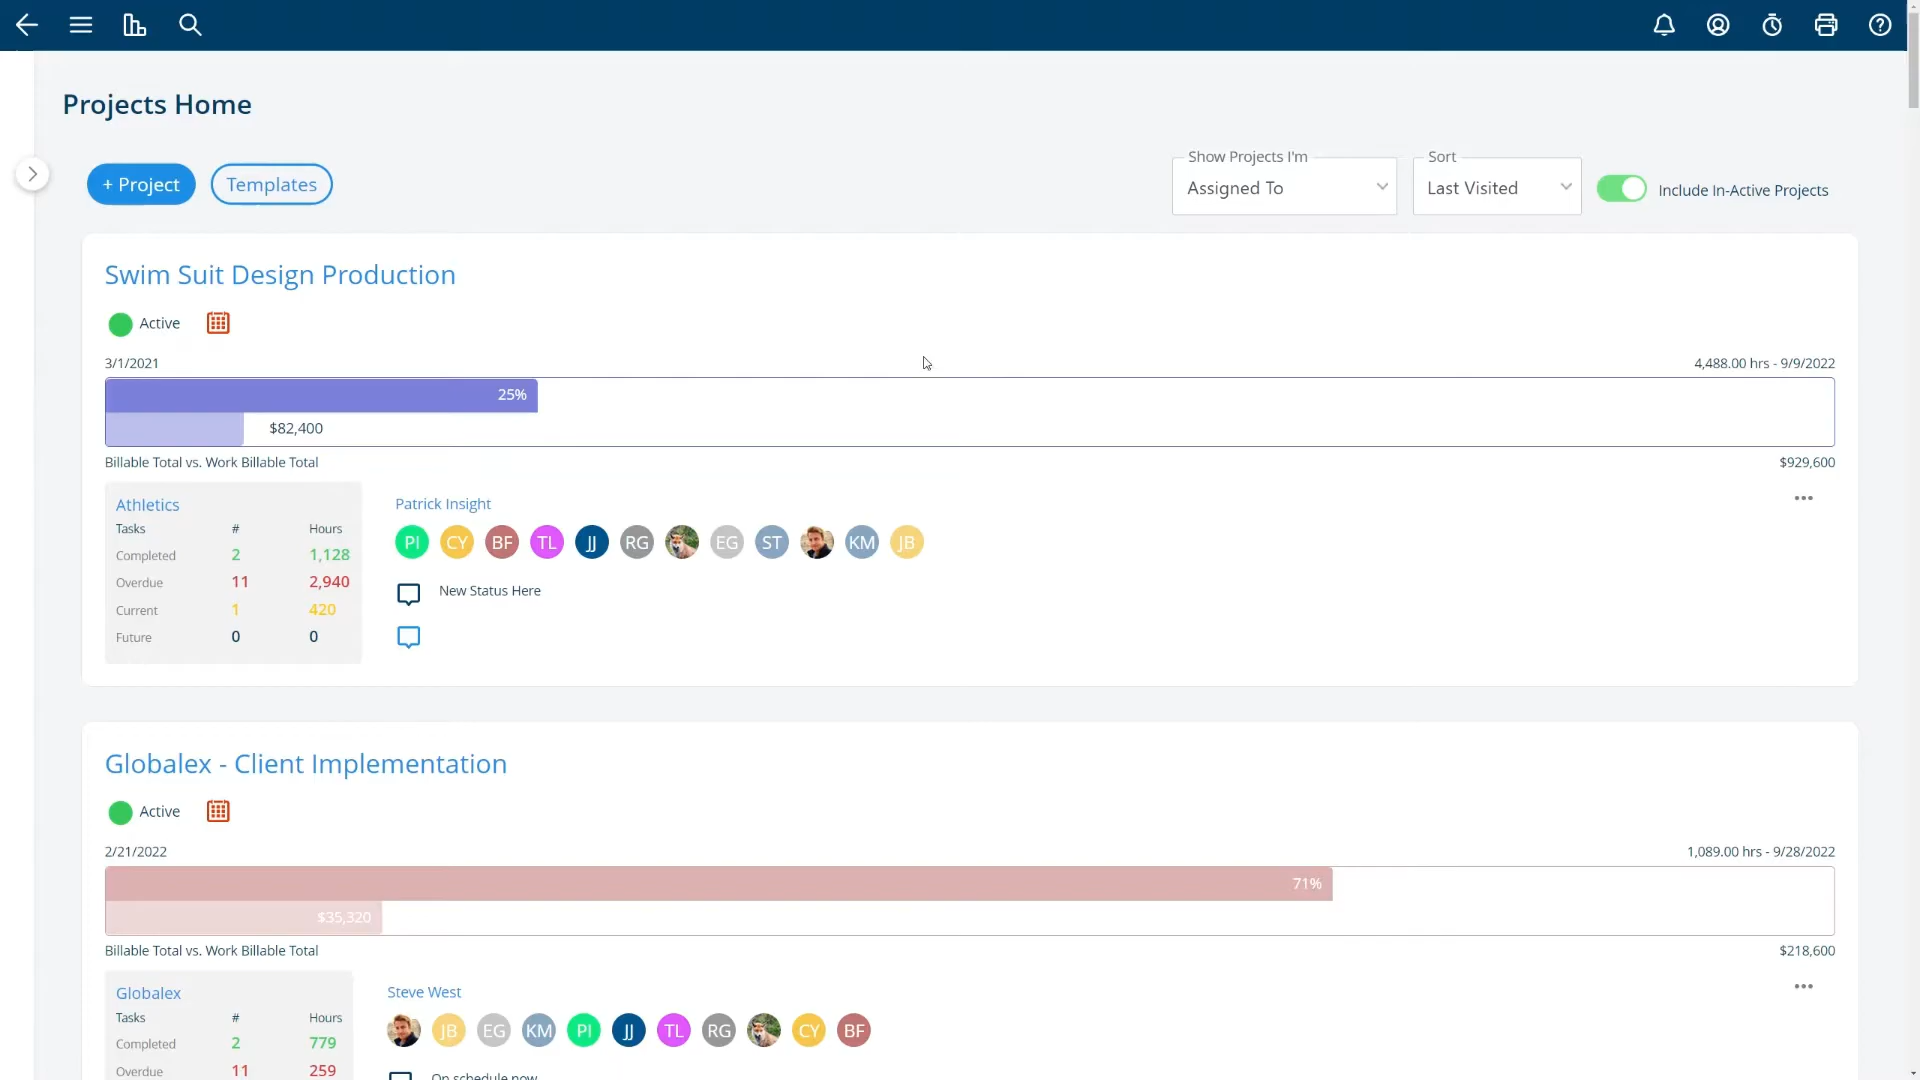 Projects Home
+ Project
Templates
Show Projects I'm
Assigned To
Sort
Last Visited
Include In-Active Projects
Swim Suit Design Production
Active
3/1/2021
4,488.00 hrs - 9/9/2022
25%
$82,400
Billable Total vs. Work Billable Total
$929,600
Athletics
Tasks # Hours
Completed 2 1,128
Overdue 11 2,940
Current 1 420
Future 0 0
Patrick Insight
PI CY BF TL JJ RG EG ST KM JB
New Status Here
Globalex - Client Implementation
Active
2/21/2022
1,089.00 hrs - 9/28/2022
71%
$35,320
Billable Total vs. Work Billable Total
$218,600
Globalex
Tasks # Hours
Completed 2 779
Overdue 11 259
Steve West
JB EG KM PI JJ TL RG CY BF
On schedule now